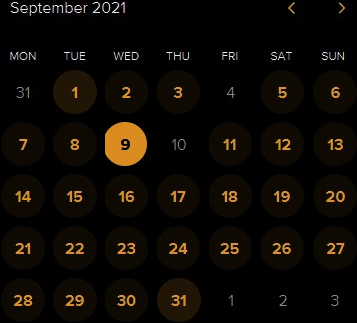 September 2021 < >
MON TUE WED THU FRI SAT SUN
31 1 2 3 4 5 6
7 8 9 10 11 12 13
14 15 16 17 18 19 20
21 22 23 24 25 26 27
28 29 30 31 1 2 3